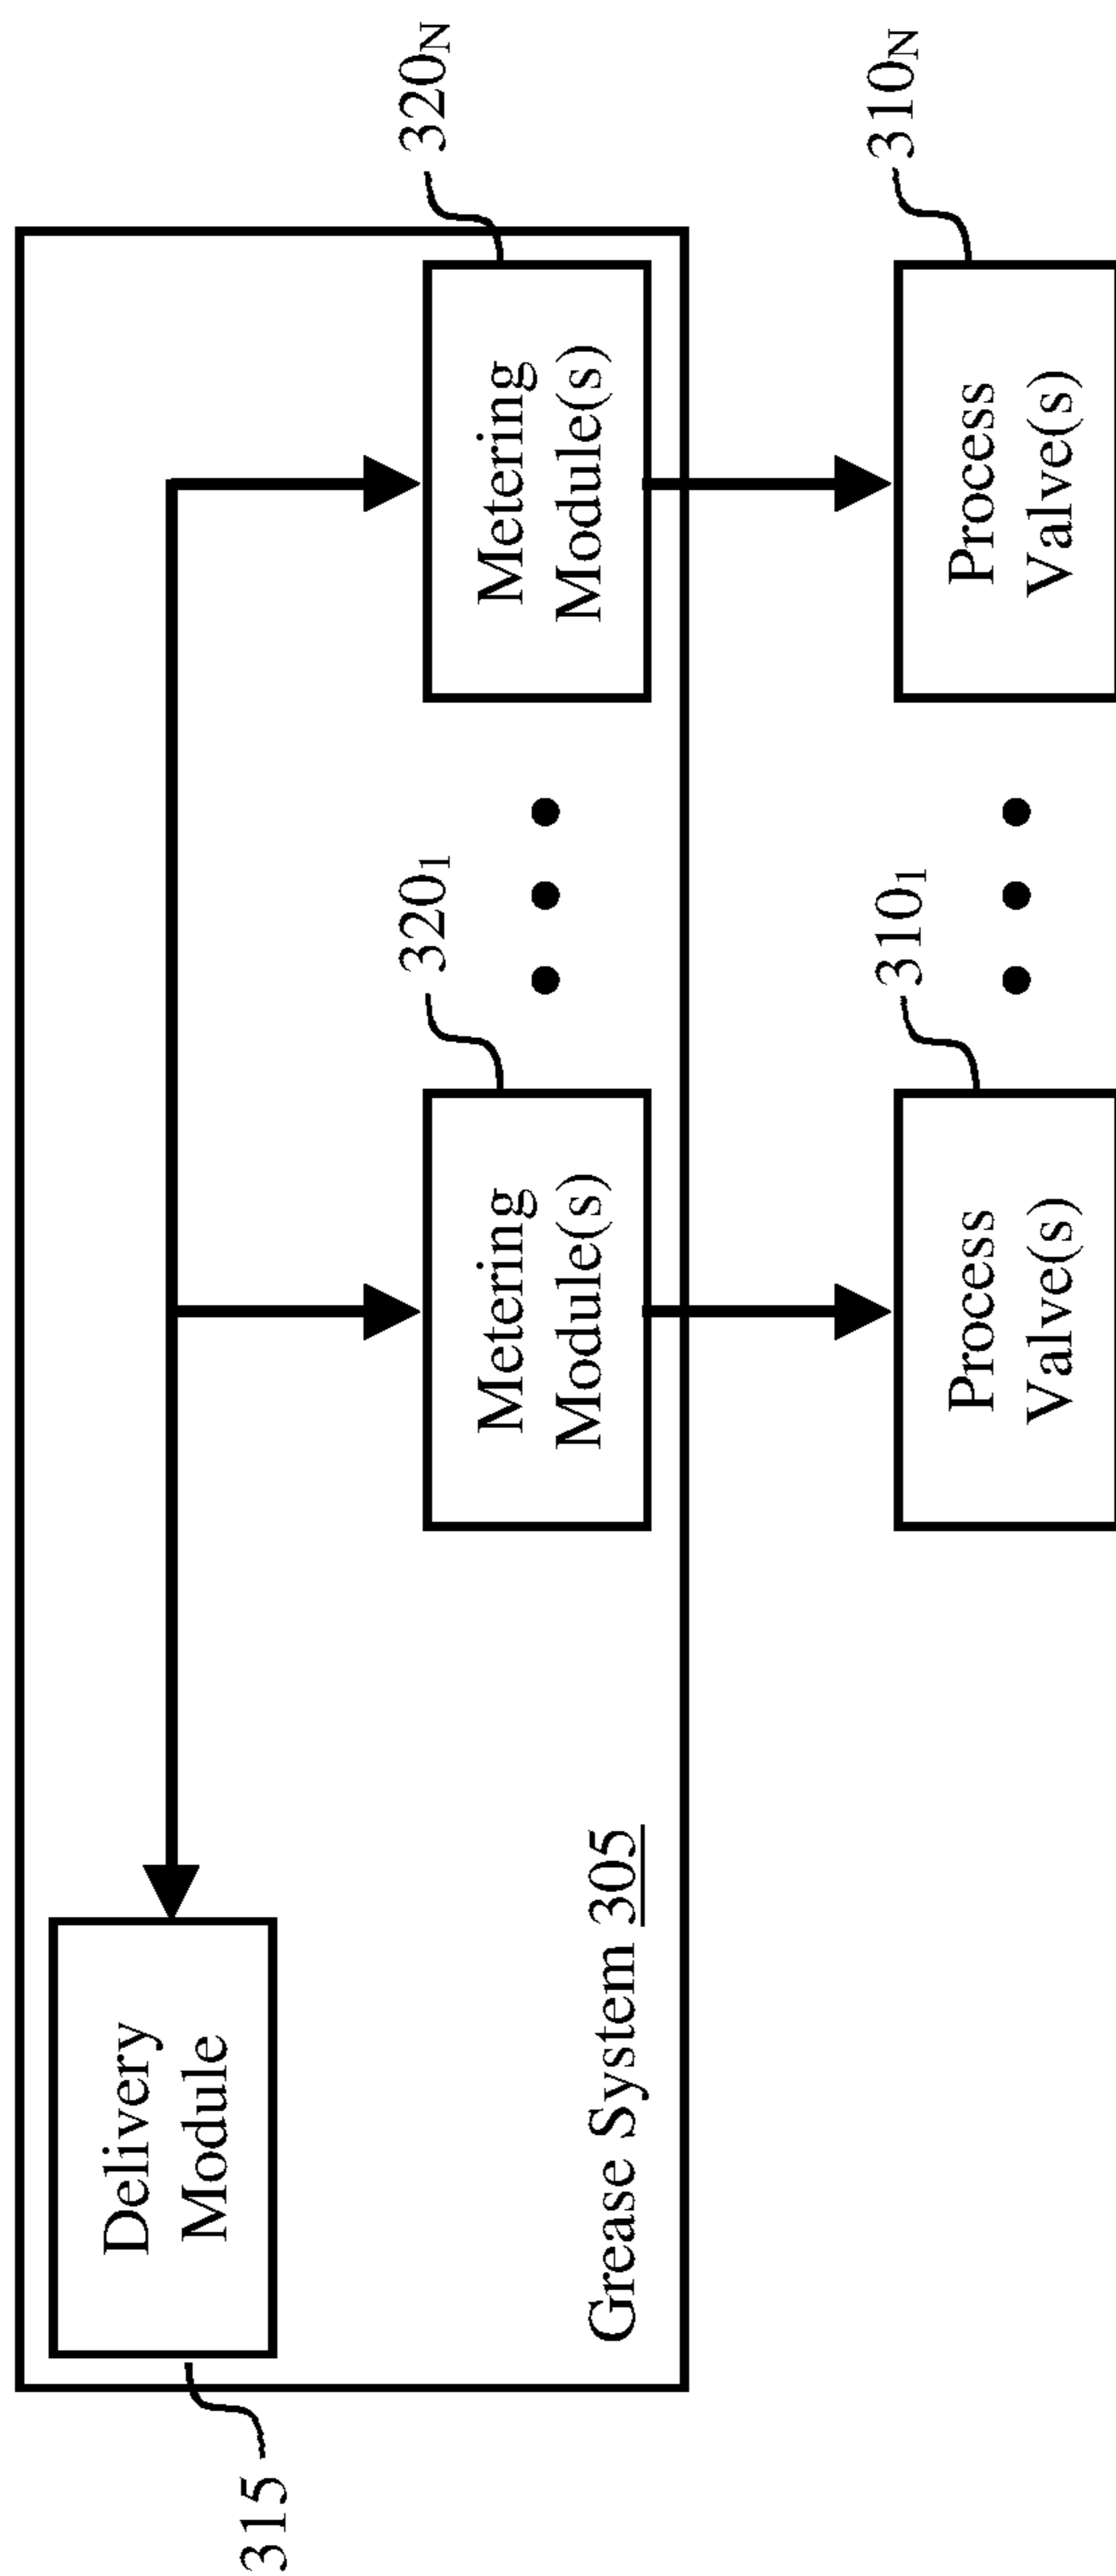 315
Delivery
Module
Grease System 305
Metering
Module(s)
320₁
Metering
Module(s)
320N
Process
Valve(s)
310₁
Process
Valve(s)
310N